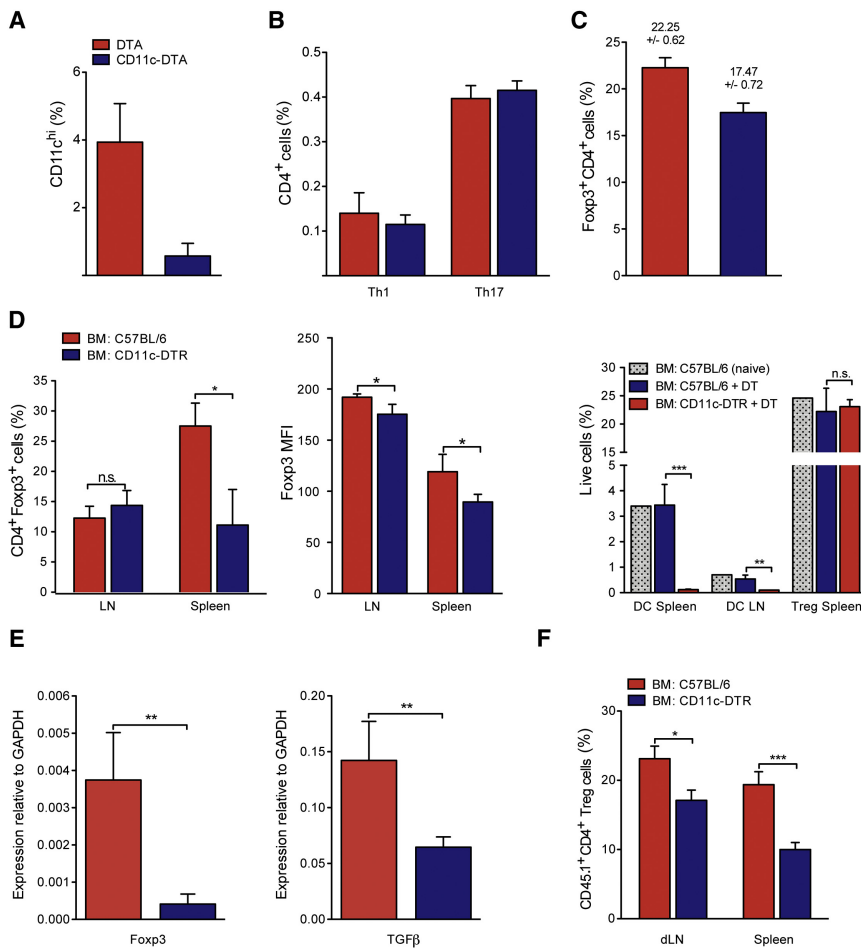 A
DTA
CD11c-DTA
CD11c^hi (%)
6
4
2
B
CD4+ cells (%)
0.5
0.4
0.3
0.2
0.1
Th1
Th17
C
22.25
+/- 0.62
17.47
+/- 0.72
Foxp3+ CD4+ cells (%)
25
20
15
10
5
0
D
BM: C57BL/6
BM: CD11c-DTR
CD4+ Foxp3+ cells (%)
35
30
25
20
15
10
5
0
n.s.
*
LN
Spleen
Foxp3 MFI
250
200
150
100
50
0
*
*
LN
Spleen
BM: C57BL/6 (naive)
BM: C57BL/6 + DT
BM: CD11c-DTR + DT
Live cells (%)
30
25
20
15
5
4
3
2
1
0
***
**
n.s.
DC Spleen
DC LN
Treg Spleen
E
Expression relative to GAPDH
0.006
0.005
0.004
0.003
0.002
0.001
0.000
**
Foxp3
Expression relative to GAPDH
0.20
0.15
0.10
0.05
0.00
**
TGFβ
F
BM: C57BL/6
BM: CD11c-DTR
CD45.1+CD4+ Treg cells (%)
30
20
10
0
*
***
dLN
Spleen